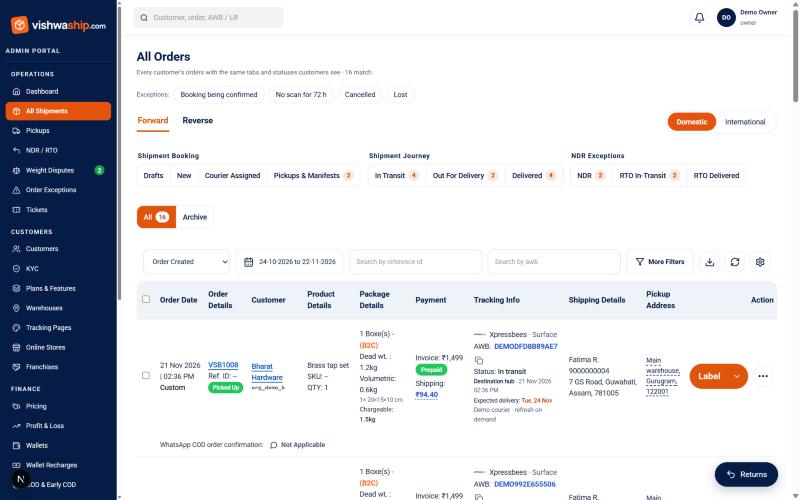 vishwaship.com
ADMIN PORTAL
OPERATIONS
Dashboard
All Shipments
Pickups
NDR / RTO
Weight Disputes 2
Order Exceptions
Tickets
CUSTOMERS
Customers
KYC
Plans & Features
Warehouses
Tracking Pages
Online Stores
Franchises
FINANCE
Pricing
Profit & Loss
Wallets
Wallet Recharges
N
& Early COD
Customer, order, AWB / LR
DO
Demo Owner
owner
All Orders
Every customer's orders with the same tabs and statuses customers see · 16 match.
Exceptions: Booking being confirmed No scan for 72 h Cancelled Lost
Forward Reverse
Domestic International
Shipment Booking
Drafts New Courier Assigned Pickups & Manifests 2
Shipment Journey
In Transit 4 Out For Delivery 2 Delivered 4
NDR Exceptions
NDR 2 RTO In-Transit 2 RTO Delivered
All 16 Archive
Order Created
24-10-2026 to 22-11-2026
Search by reference id
Search by awb
More Filters
Order Date
Order Details
Customer
Product Details
Package Details
Payment
Tracking Info
Shipping Details
Pickup Address
Action
21 Nov 2026
| 02:36 PM
Custom
VSB1008
Ref. ID: --
Picked Up
Bharat
Hardware
Brass tap set
SKU: --
QTY: 1
1 Boxe(s) -
(B2C)
Dead wt. :
1.2kg
Volumetric:
0.6kg
1× 20×15×10 cm
Chargeable:
1.5kg
Invoice: ₹1,499
Prepaid
Shipping:
₹94.40
Xpressbees · Surface
AWB: DEMODFD8B89AE7
Status: In transit
Destination hub · 21 Nov 2026
02:36 PM
Expected delivery: Tue, 24 Nov
Demo courier · refresh on
demand
Fatima R.
9000000004
7 GS Road, Guwahati,
Assam, 781005
Main
warehouse,
Gurugram,
122001
Label
WhatsApp COD order confirmation: Not Applicable
1 Boxe(s) -
(B2C)
Dead wt. :
Invoice: ₹1,499
Xpressbees · Surface
AWB: DEMO992E655506
Fatima R.
Main
Returns